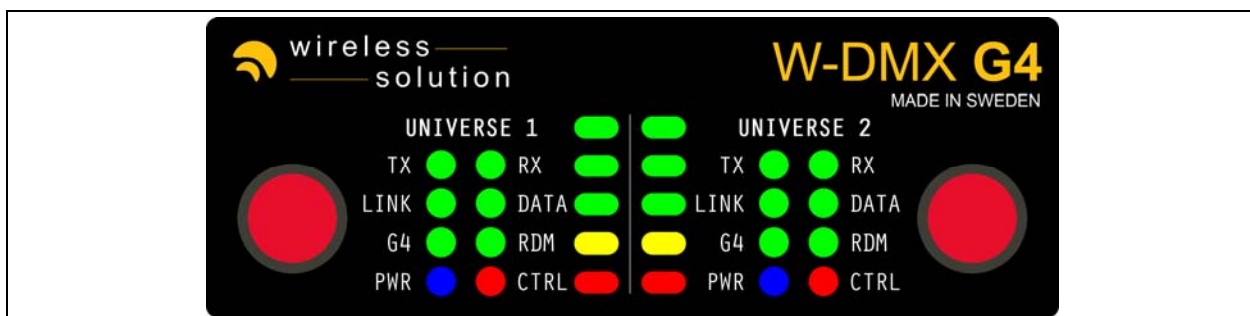 wireless
solution
W-DMX G4
MADE IN SWEDEN
UNIVERSE 1
TX RX
LINK DATA
G4 RDM
PWR CTRL
UNIVERSE 2
TX RX
LINK DATA
G4 RDM
PWR CTRL